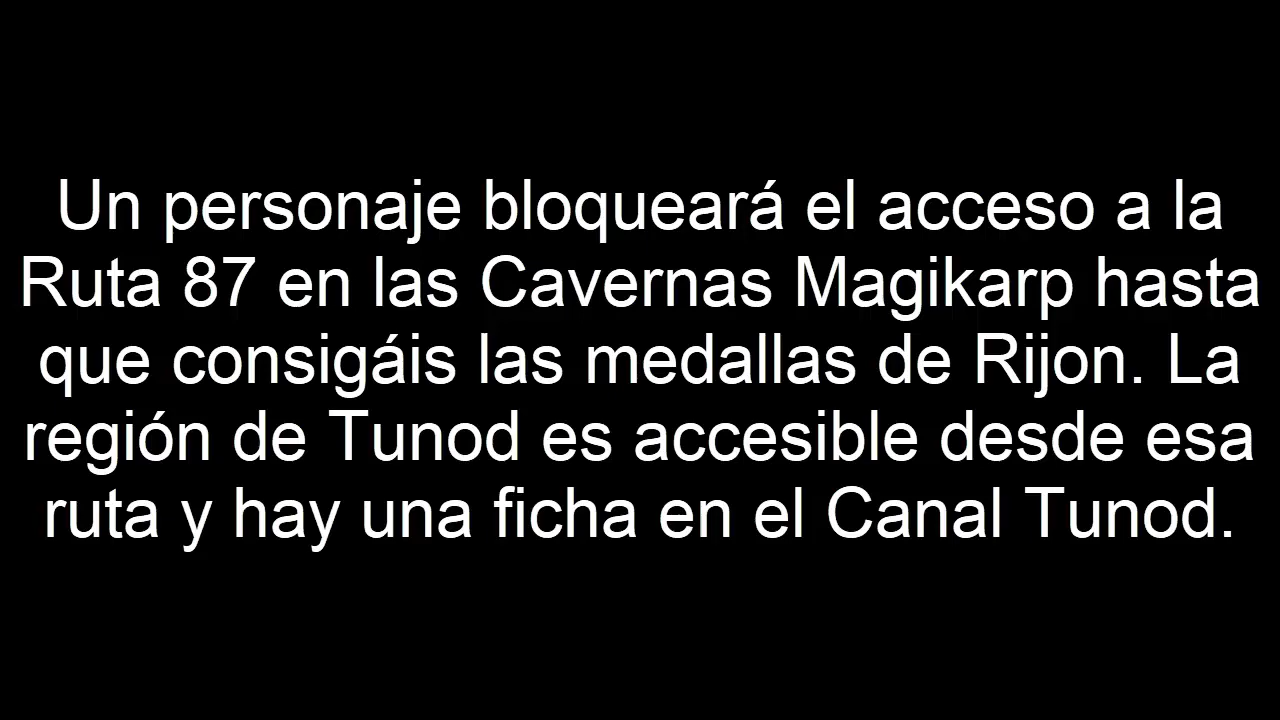 Un personaje bloqueará el acceso a la
Ruta 87 en las Cavernas Magikarp hasta
que consigáis las medallas de Rijon. La
región de Tunod es accesible desde esa
ruta y hay una ficha en el Canal Tunod.